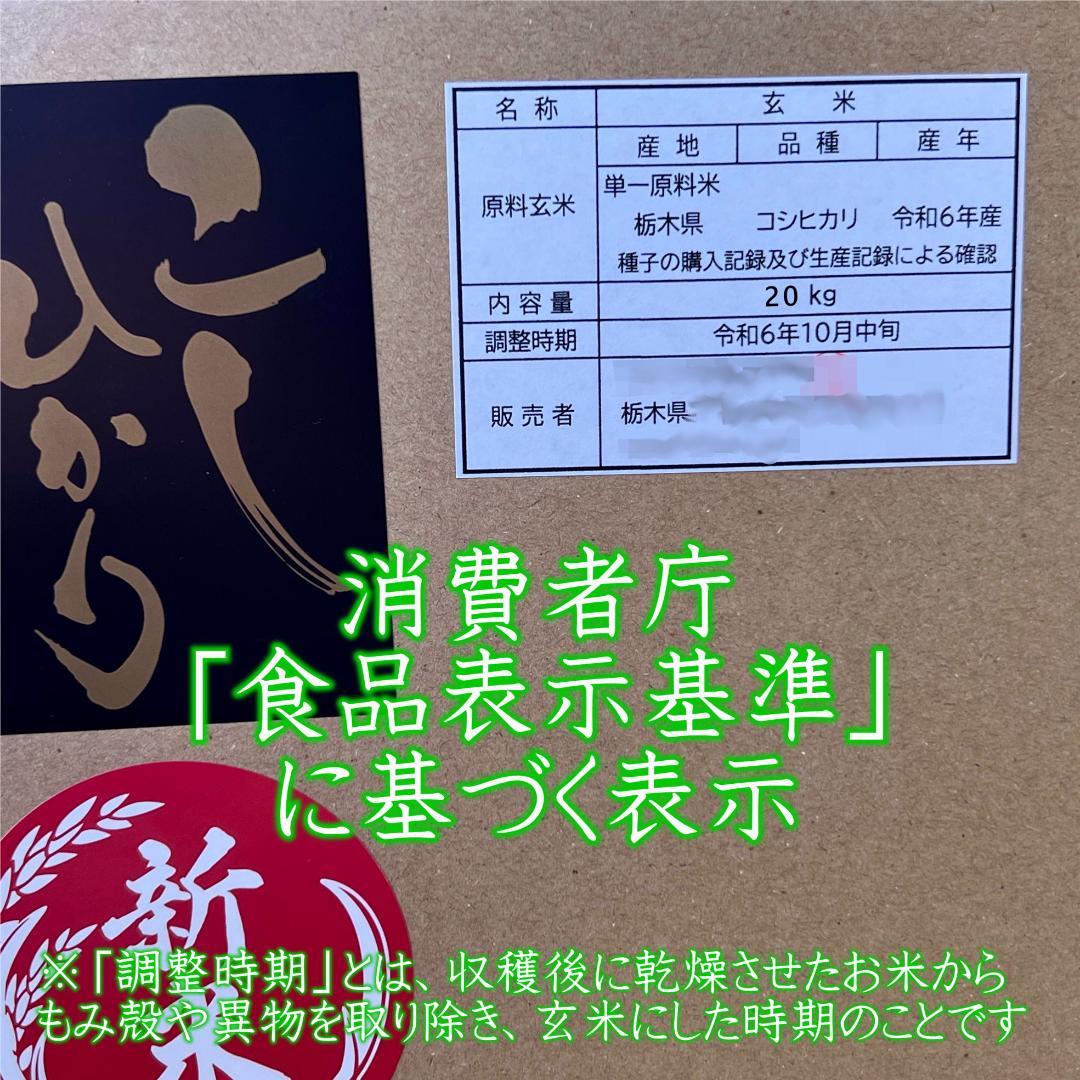 こし
ひかり
名称 玄米
原料玄米 産地 品種 産年
単一原料米
栃木県 コシヒカリ 令和6年産
種子の購入記録及び生産記録による確認
内容量 20 kg
調整時期 令和6年10月中旬
販売者 栃木県
消費者庁
「食品表示基準」
に基づく表示
新米
※「調整時期」とは、収穫後に乾燥させたお米から
もみ殻や異物を取り除き、玄米にした時期のことです